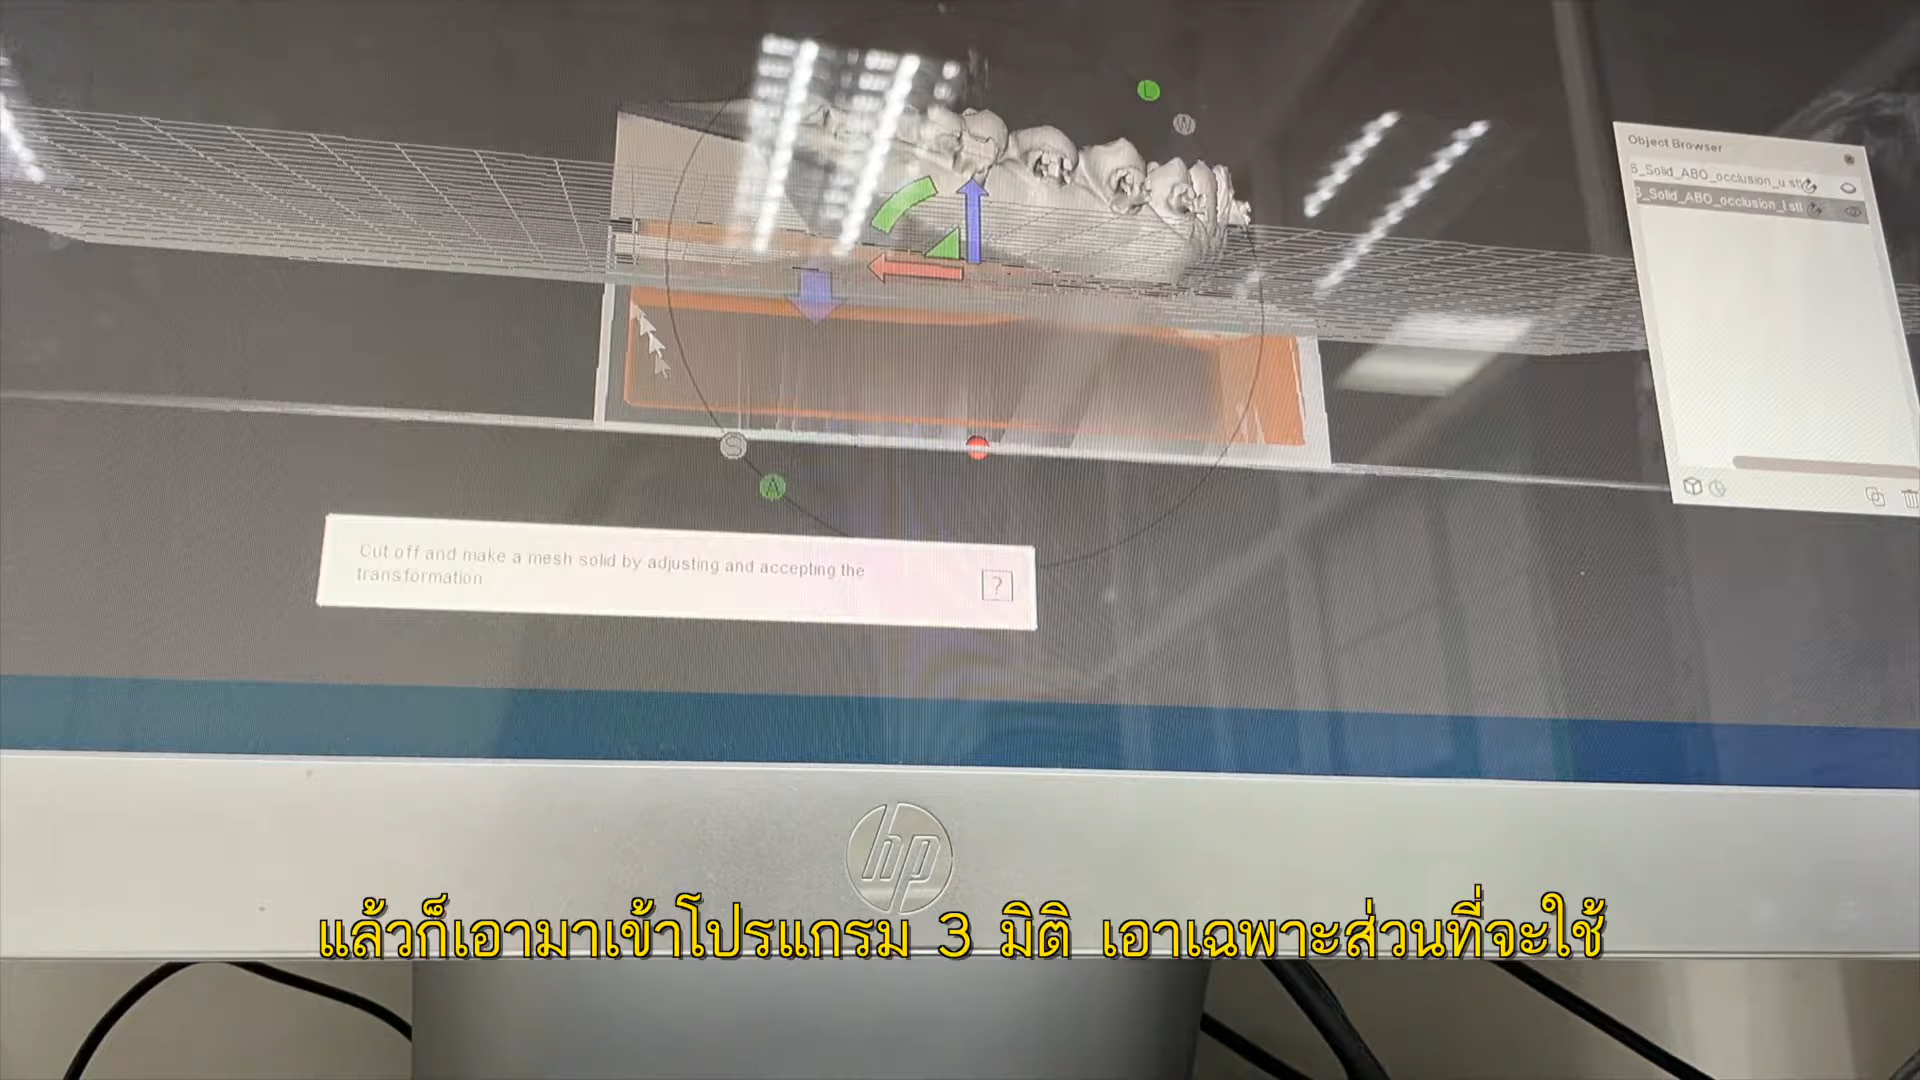 L
W
Object Browser
S_Solid_ABO_occlusion_u.stl
S_Solid_ABO_occlusion_l.stl
S
A
Cut off and make a mesh solid by adjusting and accepting the
transformation
?
hp
แล้วก็เอามาเข้าโปรแกรม 3 มิติ เอาเฉพาะส่วนที่จะใช้